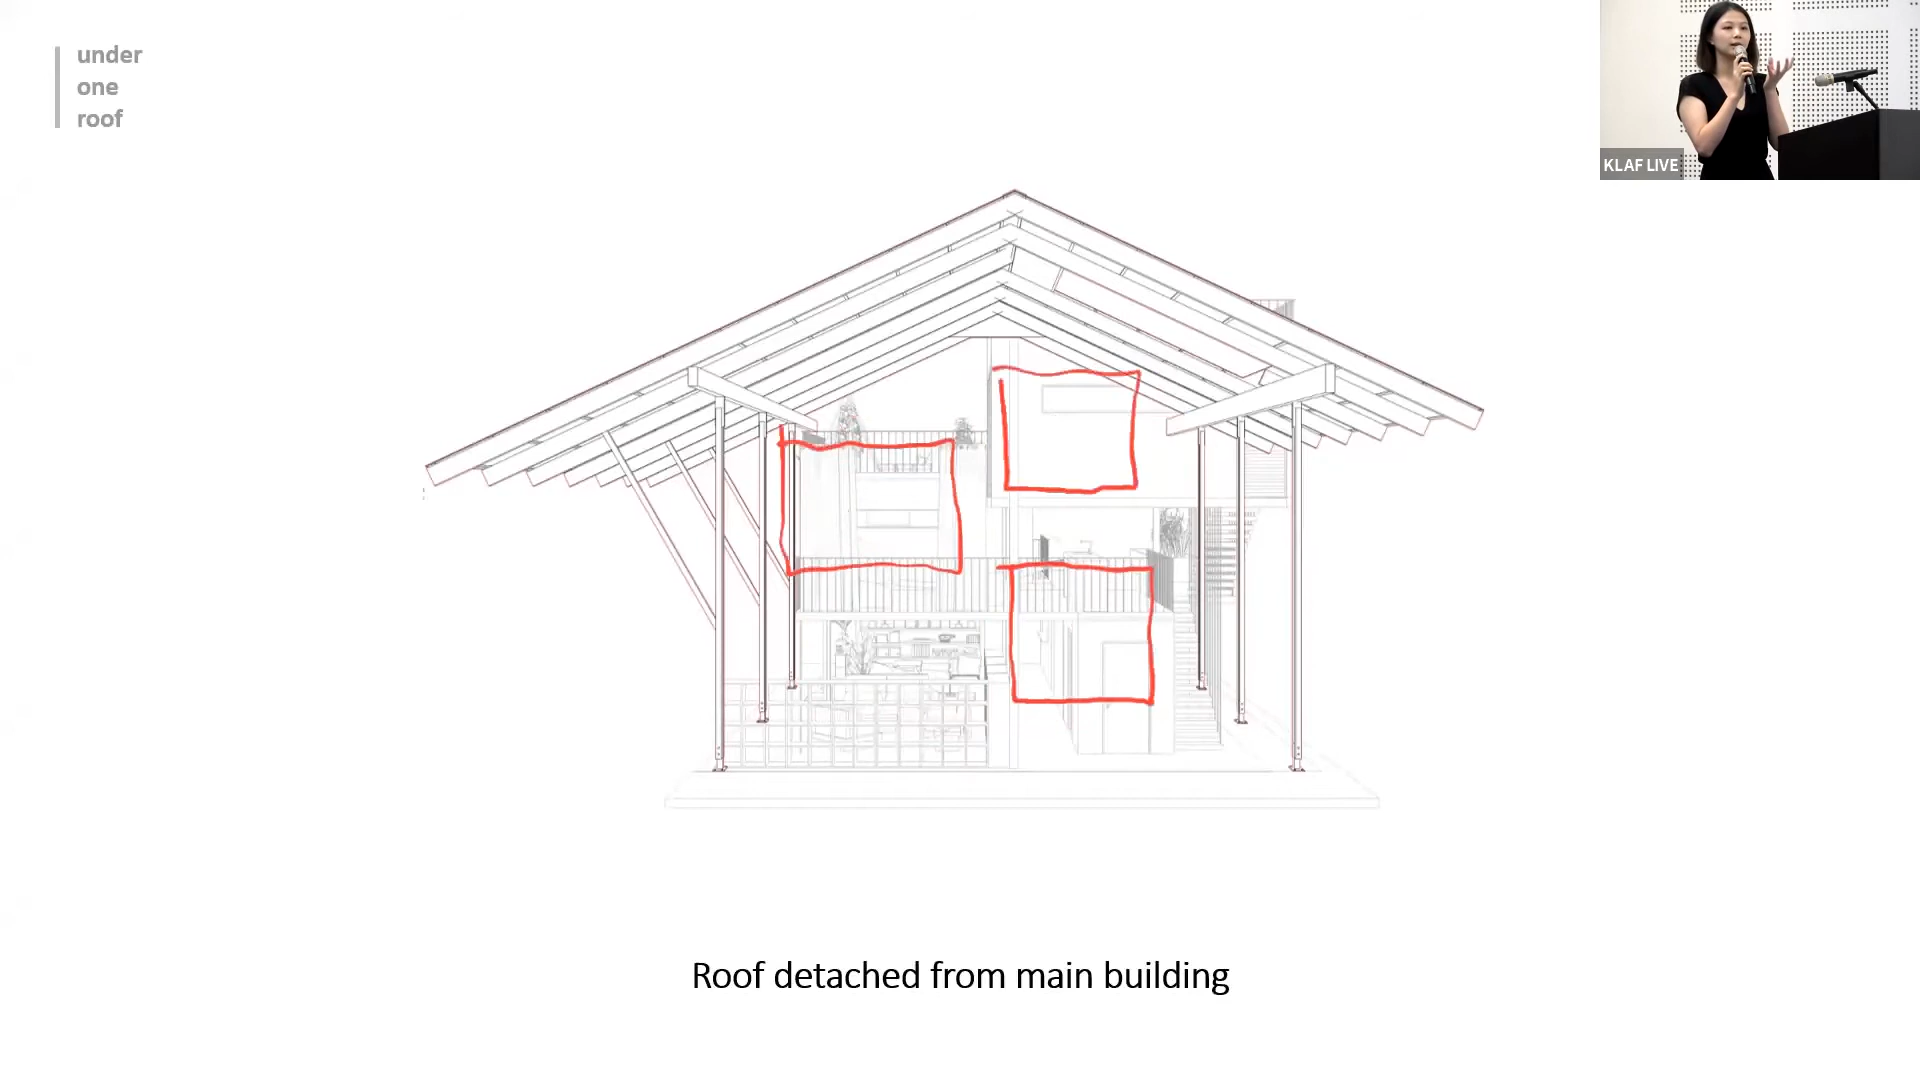 under
one
roof
KLAF LIVE
Roof detached from main building